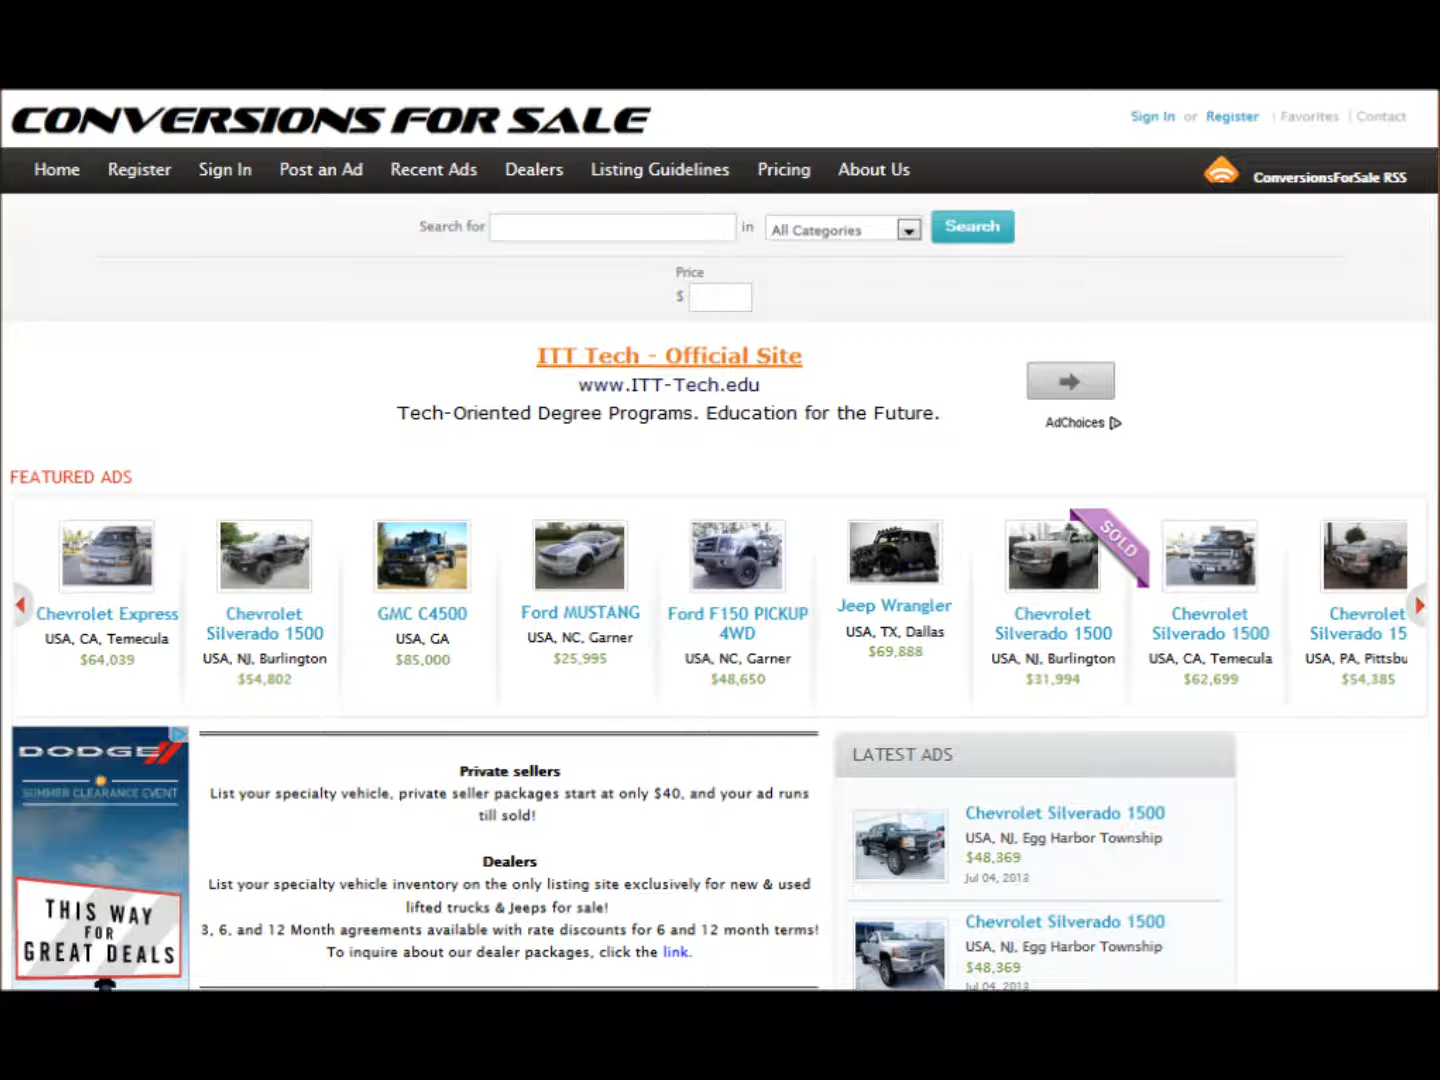 CONVERSIONS FOR SALE
Sign In or Register | Favorites | Contact
Home Register Sign In Post an Ad Recent Ads Dealers Listing Guidelines Pricing About Us ConversionsForSale RSS
Search for in All Categories Search
Price
$
ITT Tech - Official Site
www.ITT-Tech.edu
Tech-Oriented Degree Programs. Education for the Future.
AdChoices
FEATURED ADS
Chevrolet Express
USA, CA, Temecula
$64,039
Chevrolet
Silverado 1500
USA, NJ, Burlington
$54,802
GMC C4500
USA, GA
$85,000
Ford MUSTANG
USA, NC, Garner
$25,995
Ford F150 PICKUP
4WD
USA, NC, Garner
$48,650
Jeep Wrangler
USA, TX, Dallas
$69,888
SOLD
Chevrolet
Silverado 1500
USA, NJ, Burlington
$31,994
Chevrolet
Silverado 1500
USA, CA, Temecula
$62,699
Chevrolet
Silverado 15
USA, PA, Pittsbu
$54,385
DODGE
SUMMER CLEARANCE EVENT
THIS WAY
FOR
GREAT DEALS
Private sellers
List your specialty vehicle, private seller packages start at only $40, and your ad runs
till sold!
Dealers
List your specialty vehicle inventory on the only listing site exclusively for new & used
lifted trucks & Jeeps for sale!
3, 6, and 12 Month agreements available with rate discounts for 6 and 12 month terms!
To inquire about our dealer packages, click the link.
LATEST ADS
Chevrolet Silverado 1500
USA, NJ, Egg Harbor Township
$48,369
Jul 04, 2013
Chevrolet Silverado 1500
USA, NJ, Egg Harbor Township
$48,369
Jul 04, 2013